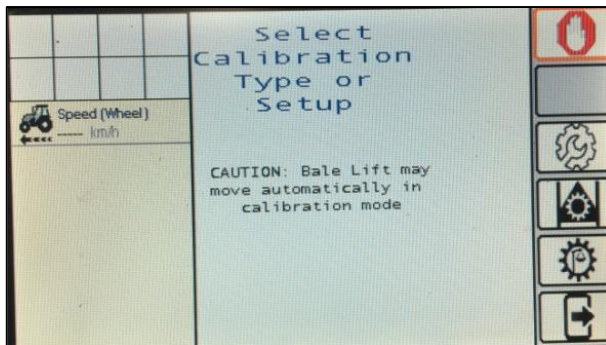 Select
Calibration
Type or
Setup
Speed (Wheel)
----- km/h
CAUTION: Bale Lift may
move automatically in
calibration mode